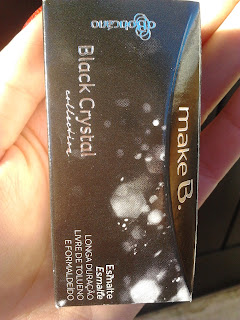 oBoticário
make B.
Black Crystal
collection
Esmalte
Esmalte
LONGA DURAÇÃO
LIVRE DE TOLUENO
E FORMALDEÍDO